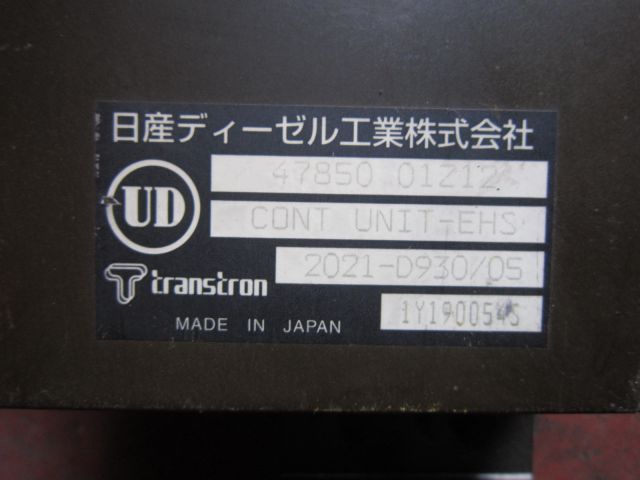 日産ディーゼル工業株式会社
47850 01Z12
UD
CONT UNIT-EHS
2021-D930/05
transtron
1Y190054S
MADE IN JAPAN